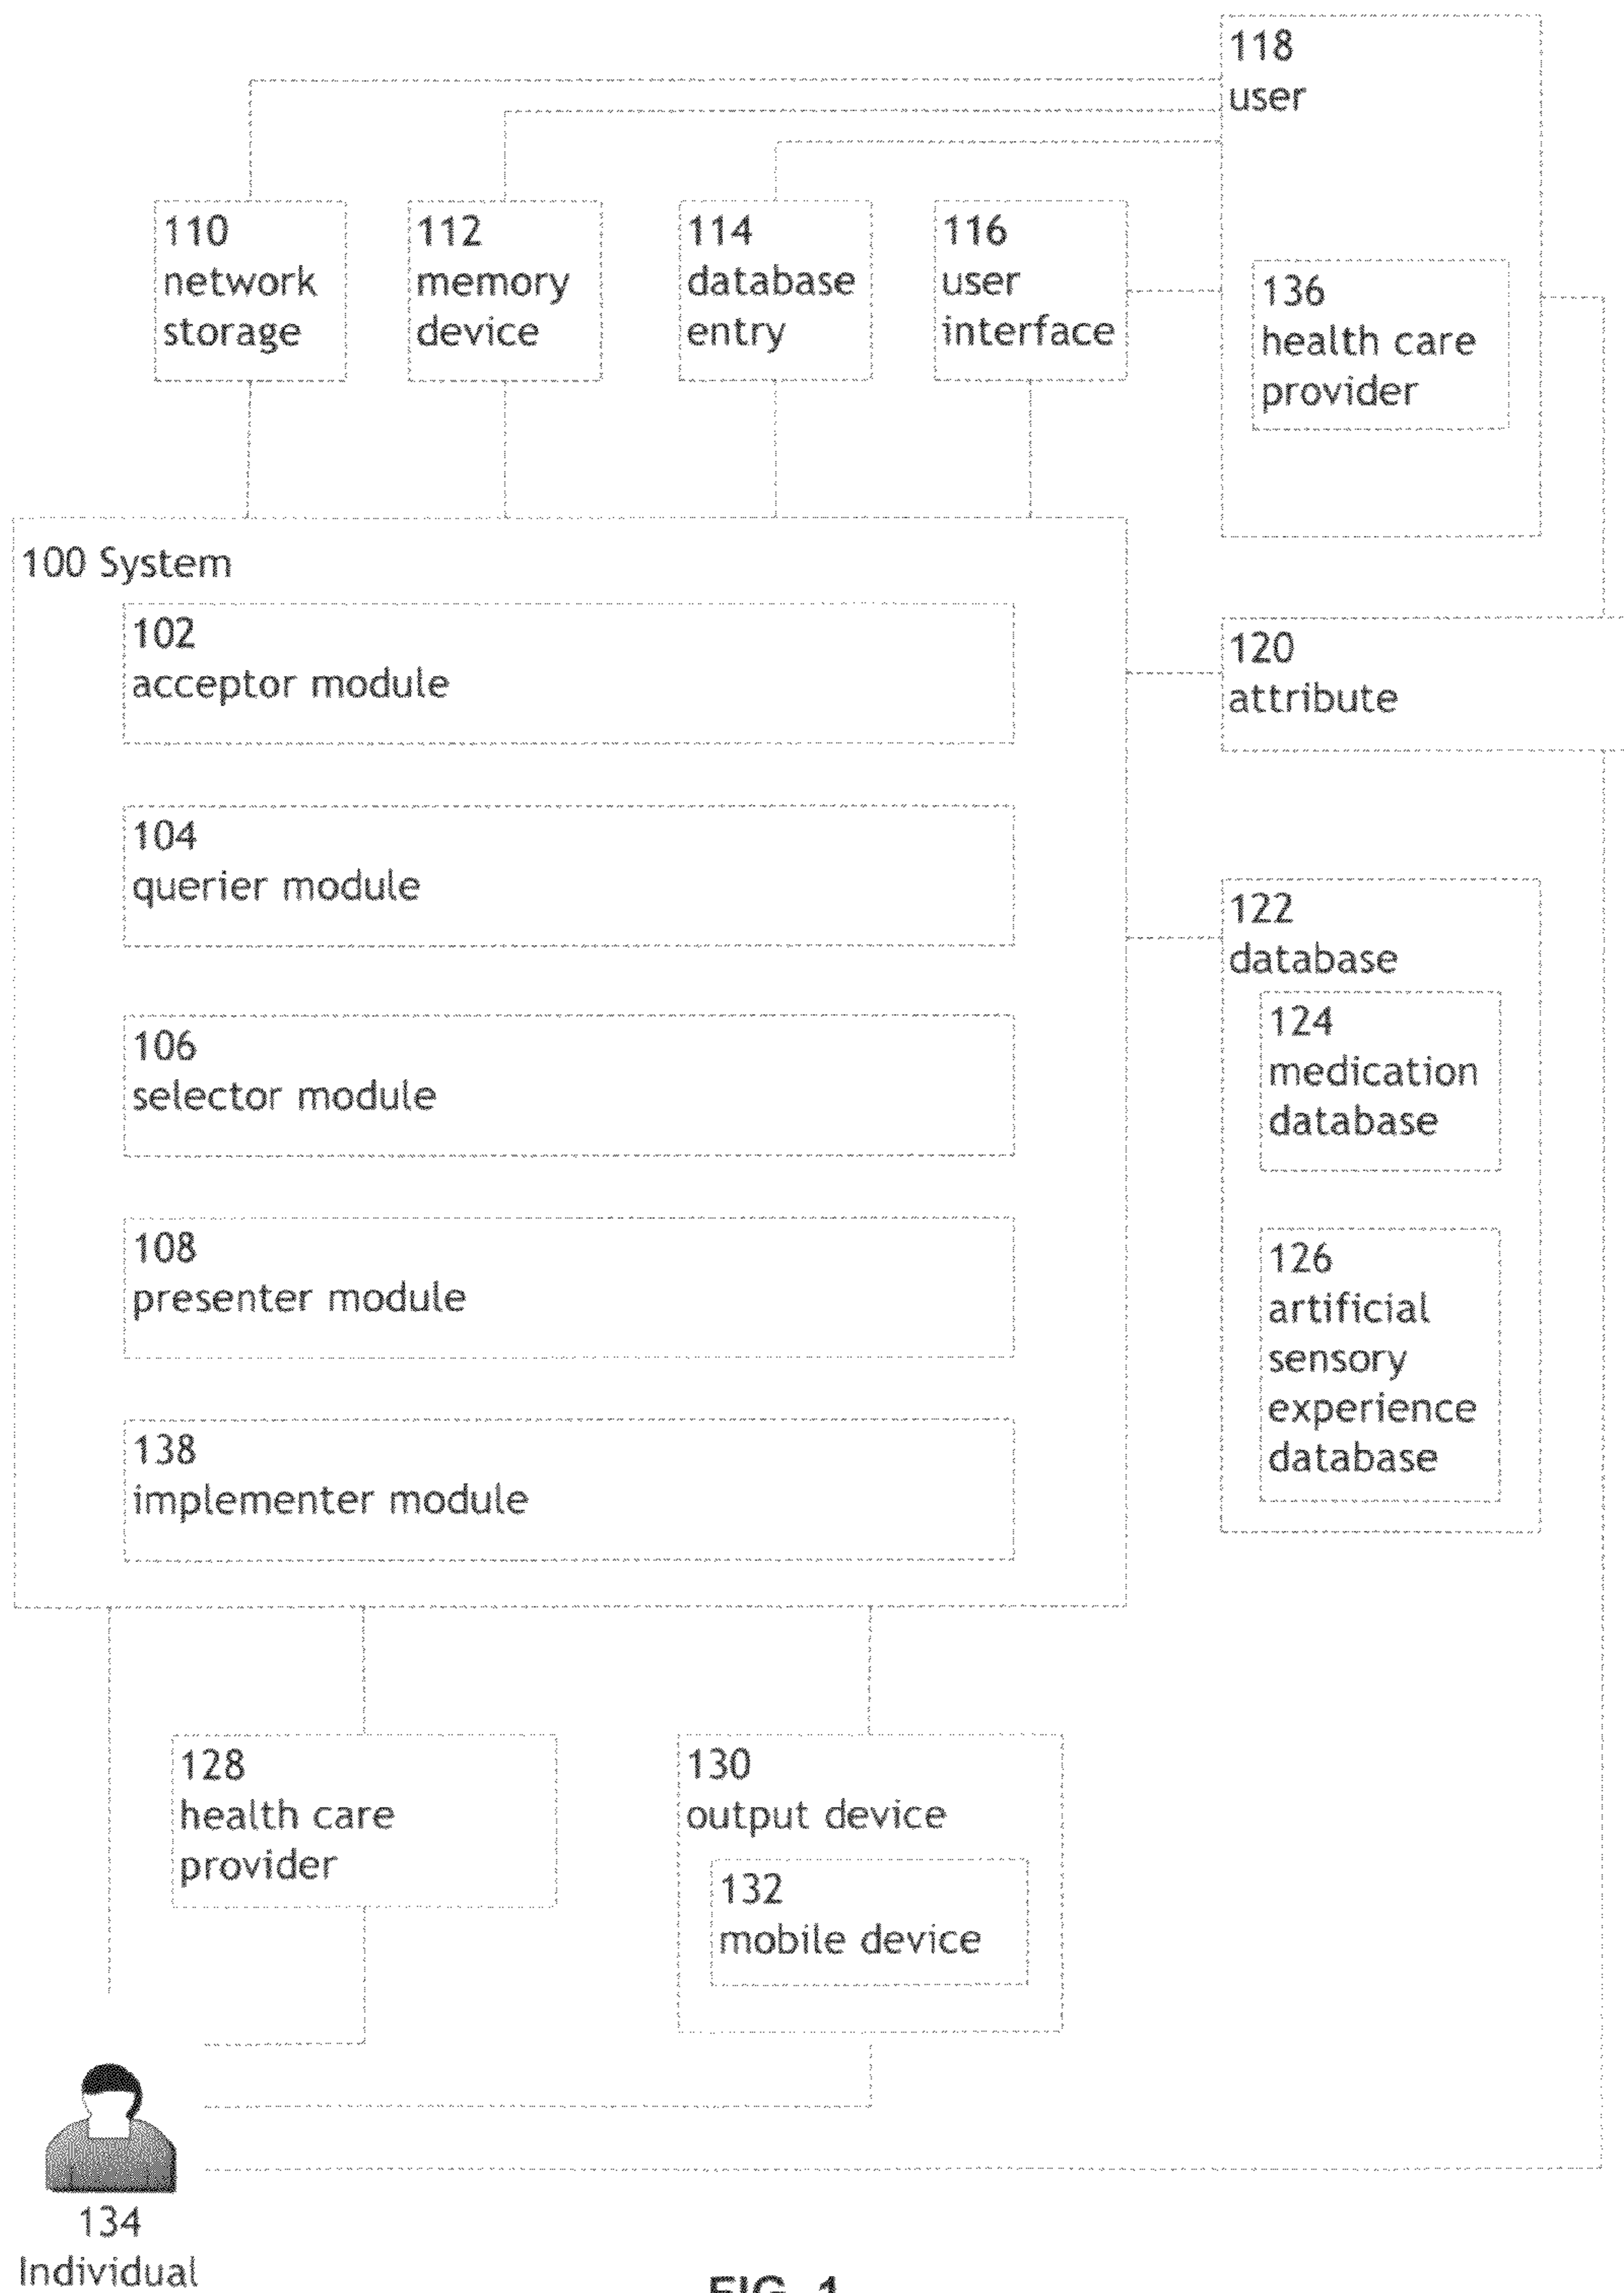 118
user
110
network
storage
112
memory
device
114
database
entry
116
user
interface
136
health care
provider
100 System
102
acceptor module
120
attribute
104
querier module
122
database
106
selector module
124
medication
database
108
presenter module
126
artificial
sensory
experience
database
138
implementer module
128
health care
provider
130
output device
132
mobile device
134
Individual
FIG. 1